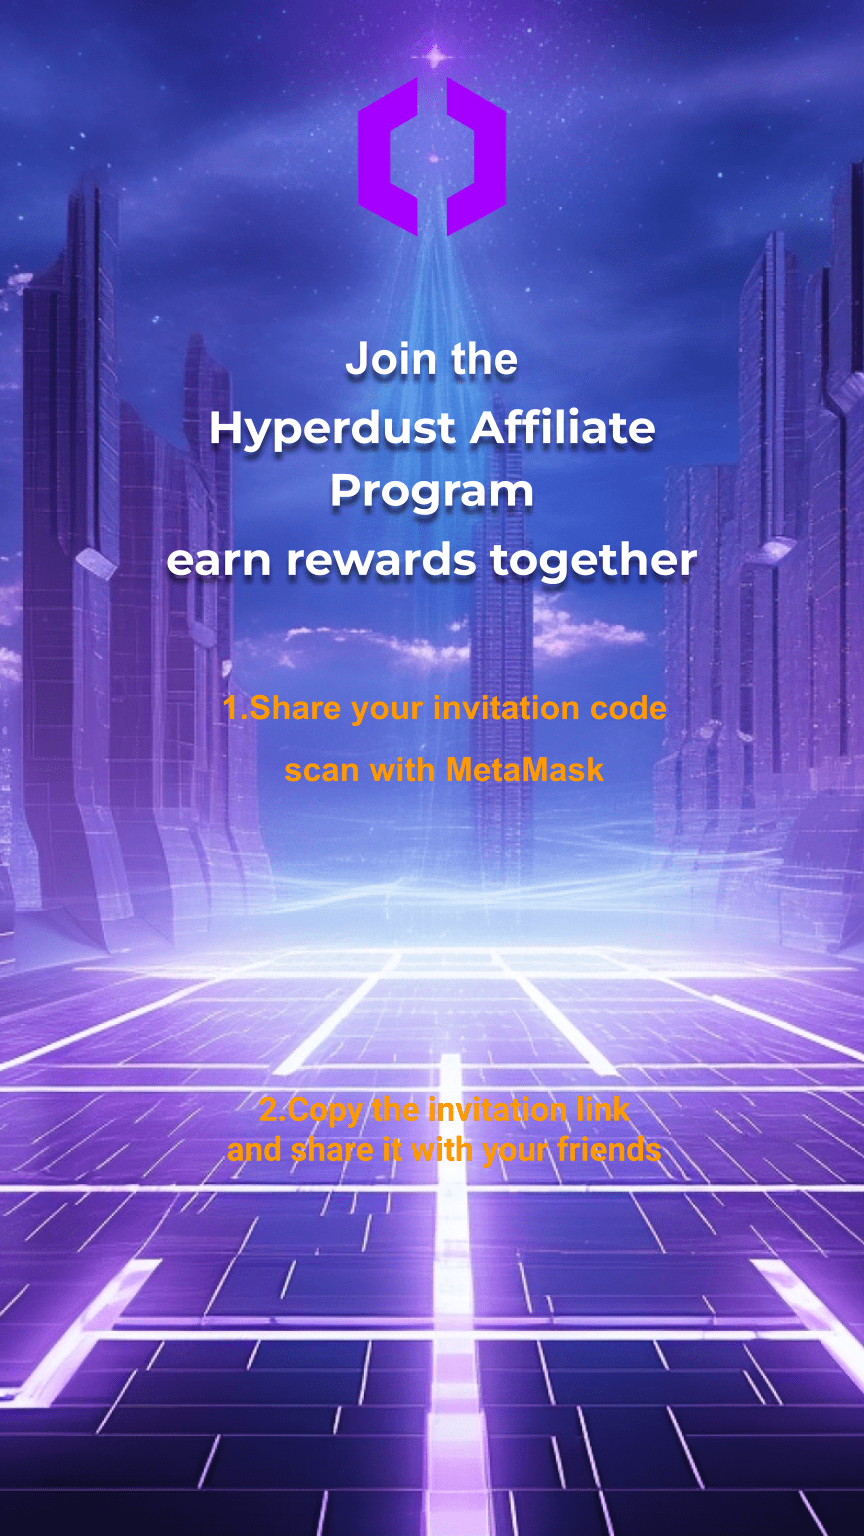 Join the
Hyperdust Affiliate
Program
earn rewards together
1.Share your invitation code
scan with MetaMask
2.Copy the invitation link
and share it with your friends